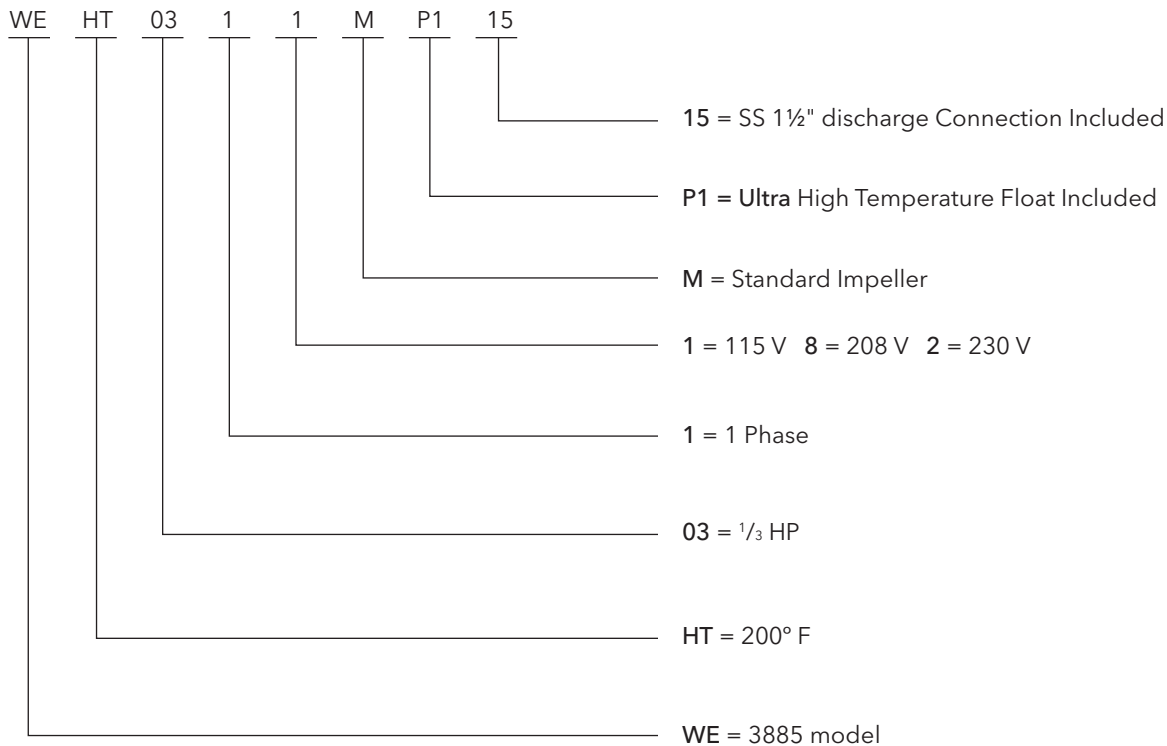 WE HT 03 1 1 M P1 15
15 = SS 1½" discharge Connection Included
P1 = Ultra High Temperature Float Included
M = Standard Impeller
1 = 115 V 8 = 208 V 2 = 230 V
1 = 1 Phase
03 = 1/3 HP
HT = 200º F
WE = 3885 model